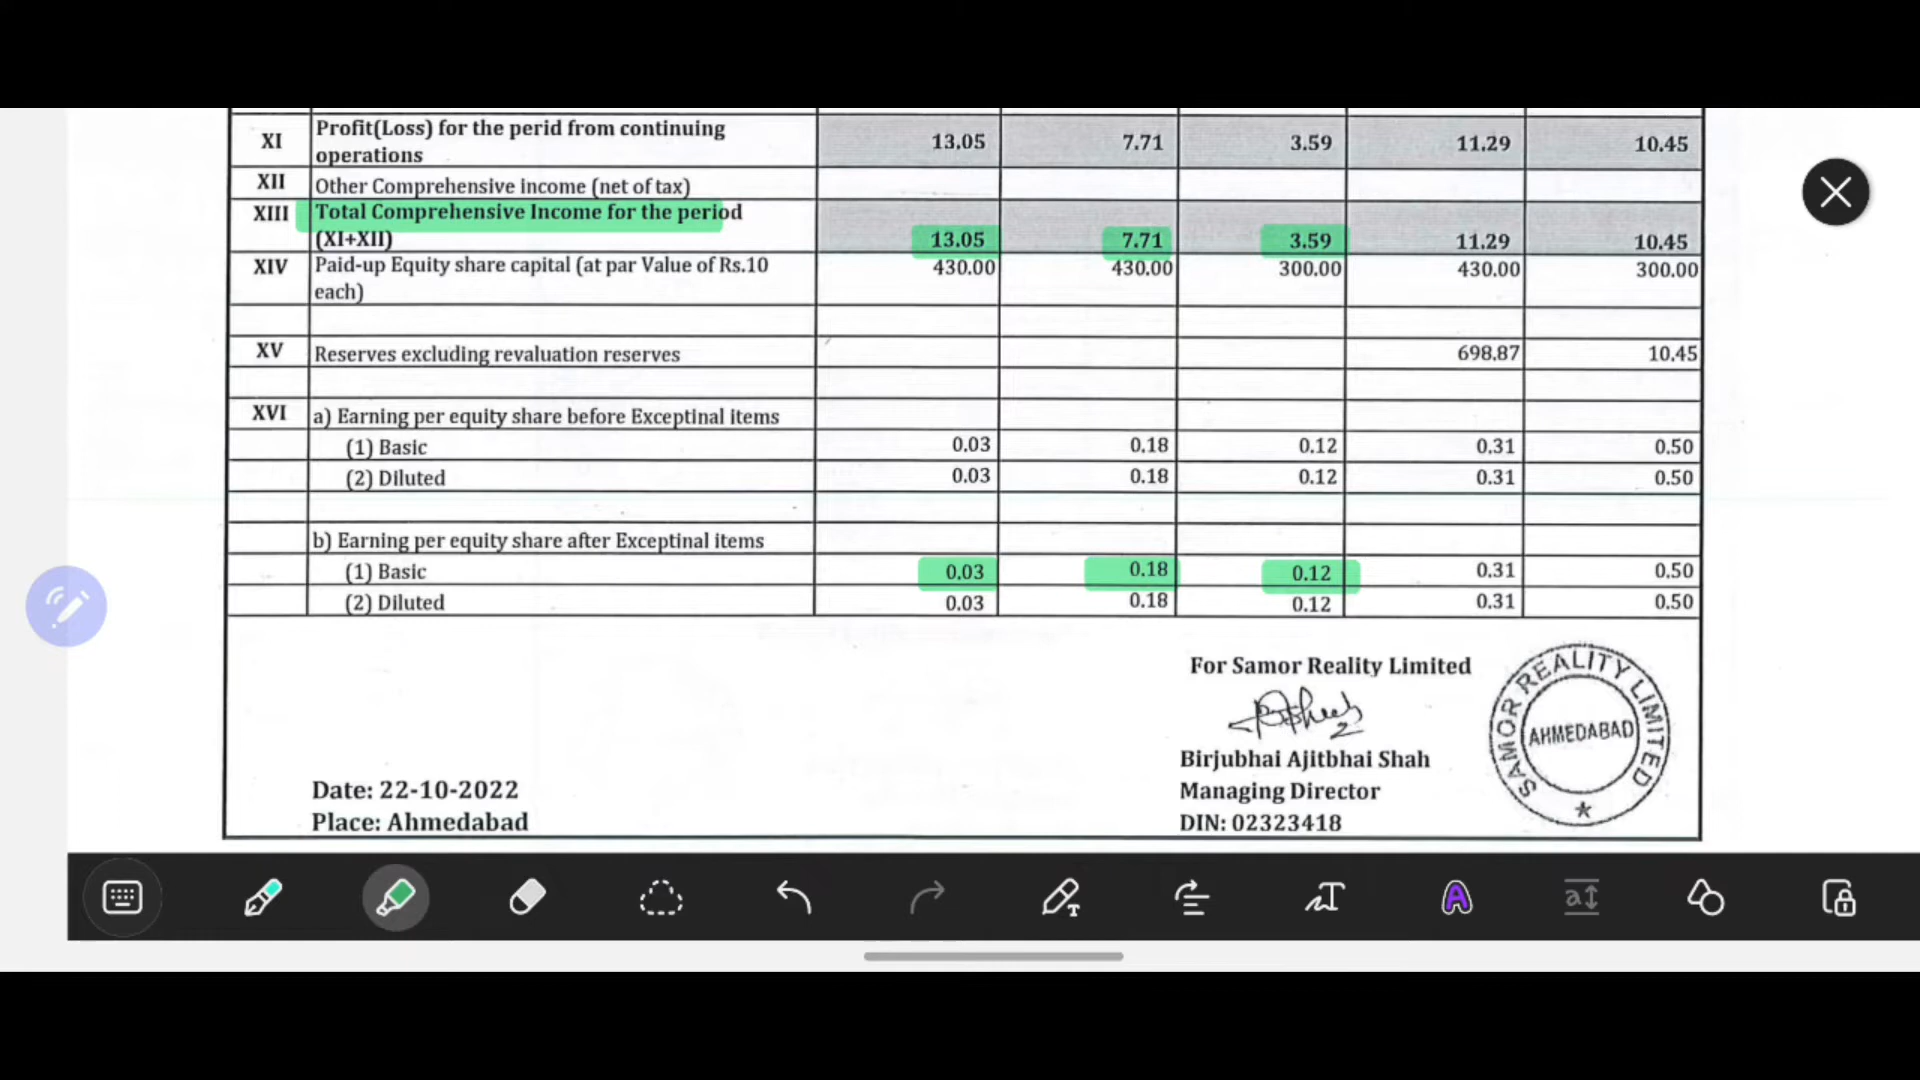 XI Profit(Loss) for the perid from continuing operations 13.05 7.71 3.59 11.29 10.45
XII Other Comprehensive income (net of tax)
XIII Total Comprehensive Income for the period (XI+XII) 13.05 7.71 3.59 11.29 10.45
XIV Paid-up Equity share capital (at par Value of Rs.10 each) 430.00 430.00 300.00 430.00 300.00
XV Reserves excluding revaluation reserves 698.87 10.45
XVI a) Earning per equity share before Exceptinal items
(1) Basic 0.03 0.18 0.12 0.31 0.50
(2) Diluted 0.03 0.18 0.12 0.31 0.50
b) Earning per equity share after Exceptinal items
(1) Basic 0.03 0.18 0.12 0.31 0.50
(2) Diluted 0.03 0.18 0.12 0.31 0.50
For Samor Reality Limited
SAMOR REALITY LIMITED
AHMEDABAD
Birjubhai Ajitbhai Shah
Managing Director
DIN: 02323418
Date: 22-10-2022
Place: Ahmedabad